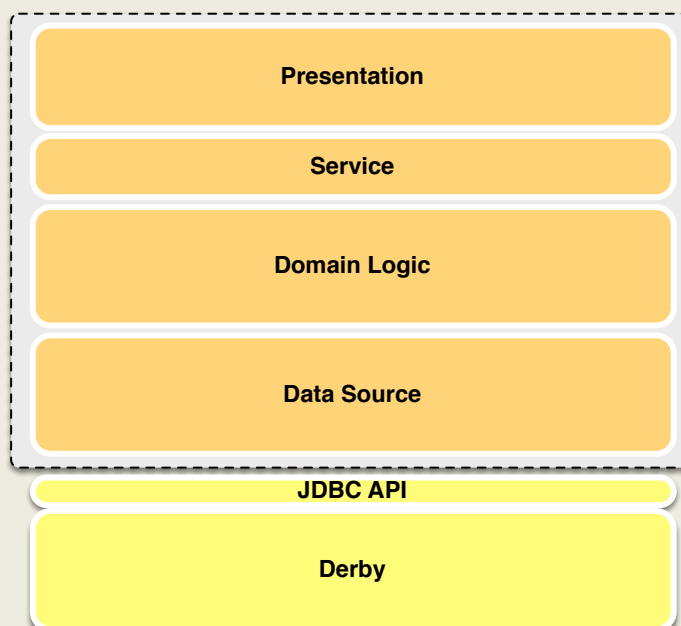 Presentation
Service
Domain Logic
Data Source
JDBC API
Derby